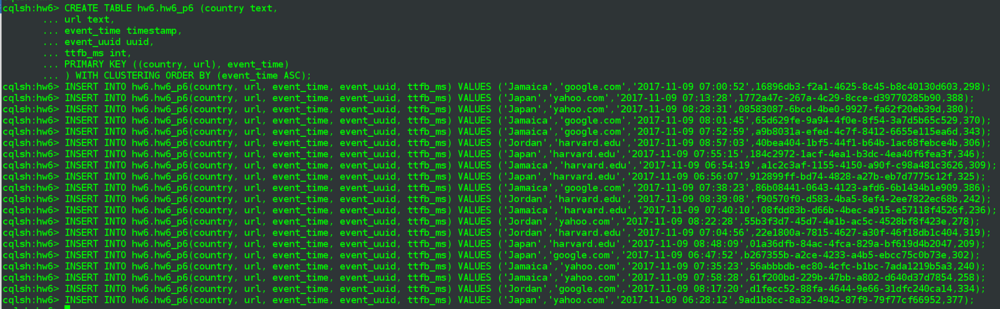 cqlsh:hw6> CREATE TABLE hw6.hw6_p6 (country text,
... url text,
... event_time timestamp,
... event_uuid uuid,
... ttfb_ms int,
... PRIMARY KEY ((country, url), event_time)
... ) WITH CLUSTERING ORDER BY (event_time ASC);
cqlsh:hw6> INSERT INTO hw6.hw6_p6(country, url, event_time, event_uuid, ttfb_ms) VALUES ('Jamaica','google.com','2017-11-09 07:00:52',16896db3-f2a1-4625-8c45-b8c40130d603,298);
cqlsh:hw6> INSERT INTO hw6.hw6_p6(country, url, event_time, event_uuid, ttfb_ms) VALUES ('Japan','yahoo.com','2017-11-09 07:13:28',1772a47c-267a-4c29-8cce-d39770285b90,388);
cqlsh:hw6> INSERT INTO hw6.hw6_p6(country, url, event_time, event_uuid, ttfb_ms) VALUES ('Japan','yahoo.com','2017-11-09 08:28:31',08583087-6bcd-4be0-9927-fa62f20eb39d,380);
cqlsh:hw6> INSERT INTO hw6.hw6_p6(country, url, event_time, event_uuid, ttfb_ms) VALUES ('Jamaica','google.com','2017-11-09 08:01:45',65d629fe-9a94-4f0e-8f54-3a7d5b65c529,370);
cqlsh:hw6> INSERT INTO hw6.hw6_p6(country, url, event_time, event_uuid, ttfb_ms) VALUES ('Jamaica','google.com','2017-11-09 07:52:59',a9b8031a-efed-4c7f-8412-6655e115ea6d,343);
cqlsh:hw6> INSERT INTO hw6.hw6_p6(country, url, event_time, event_uuid, ttfb_ms) VALUES ('Jordan','harvard.edu','2017-11-09 08:57:03',40bea404-1bf5-44f1-b64b-1ac68febce4b,306);
cqlsh:hw6> INSERT INTO hw6.hw6_p6(country, url, event_time, event_uuid, ttfb_ms) VALUES ('Japan','harvard.edu','2017-11-09 07:55:15',184c2972-1acf-4ea1-b3dc-4ea40f6fea3f,346);
cqlsh:hw6> INSERT INTO hw6.hw6_p6(country, url, event_time, event_uuid, ttfb_ms) VALUES ('Jamaica','harvard.edu','2017-11-09 06:54:19',a1c2c3af-1155-4150-a90f-c98a481c3626,309);
cqlsh:hw6> INSERT INTO hw6.hw6_p6(country, url, event_time, event_uuid, ttfb_ms) VALUES ('Japan','harvard.edu','2017-11-09 06:56:07',912899ff-bd74-4828-a27b-eb7d7775c12f,325);
cqlsh:hw6> INSERT INTO hw6.hw6_p6(country, url, event_time, event_uuid, ttfb_ms) VALUES ('Jamaica','google.com','2017-11-09 07:38:23',86b08441-0643-4123-afd6-6b1434b1e909,386);
cqlsh:hw6> INSERT INTO hw6.hw6_p6(country, url, event_time, event_uuid, ttfb_ms) VALUES ('Jordan','harvard.edu','2017-11-09 08:39:08',f90570f0-d583-4ba5-8ef4-2ee7822ec68b,242);
cqlsh:hw6> INSERT INTO hw6.hw6_p6(country, url, event_time, event_uuid, ttfb_ms) VALUES ('Jamaica','harvard.edu','2017-11-09 07:40:10',08fdd83b-d66b-4bec-a915-e57118f4526f,236);
cqlsh:hw6> INSERT INTO hw6.hw6_p6(country, url, event_time, event_uuid, ttfb_ms) VALUES ('Jordan','yahoo.com','2017-11-09 08:22:28',55b3f3d7-45d7-4e1b-ac5c-4528bf8f423e,278);
cqlsh:hw6> INSERT INTO hw6.hw6_p6(country, url, event_time, event_uuid, ttfb_ms) VALUES ('Jordan','harvard.edu','2017-11-09 07:04:56',22e1800a-7815-4627-a30f-46f18db1c404,319);
cqlsh:hw6> INSERT INTO hw6.hw6_p6(country, url, event_time, event_uuid, ttfb_ms) VALUES ('Japan','harvard.edu','2017-11-09 08:48:09',01a36dfb-84ac-4fca-829a-bf619d4b2047,209);
cqlsh:hw6> INSERT INTO hw6.hw6_p6(country, url, event_time, event_uuid, ttfb_ms) VALUES ('Japan','google.com','2017-11-09 06:47:52',b267355b-a2ce-4233-a4b5-ebcc75c0b73e,302);
cqlsh:hw6> INSERT INTO hw6.hw6_p6(country, url, event_time, event_uuid, ttfb_ms) VALUES ('Jamaica','yahoo.com','2017-11-09 07:35:23',56abbbdb-ec80-4cfc-b1bc-7ada1219b5a3,240);
cqlsh:hw6> INSERT INTO hw6.hw6_p6(country, url, event_time, event_uuid, ttfb_ms) VALUES ('Jamaica','yahoo.com','2017-11-09 07:58:28',61f200bd-229b-47bb-a802-d640d37d7854,258);
cqlsh:hw6> INSERT INTO hw6.hw6_p6(country, url, event_time, event_uuid, ttfb_ms) VALUES ('Jordan','google.com','2017-11-09 08:17:20',d1fecc52-88fa-4644-9e66-31dfc240ca14,334);
cqlsh:hw6> INSERT INTO hw6.hw6_p6(country, url, event_time, event_uuid, ttfb_ms) VALUES ('Japan','yahoo.com','2017-11-09 06:28:12',9ad1b8cc-8a32-4942-87f9-79f77cf66952,377);